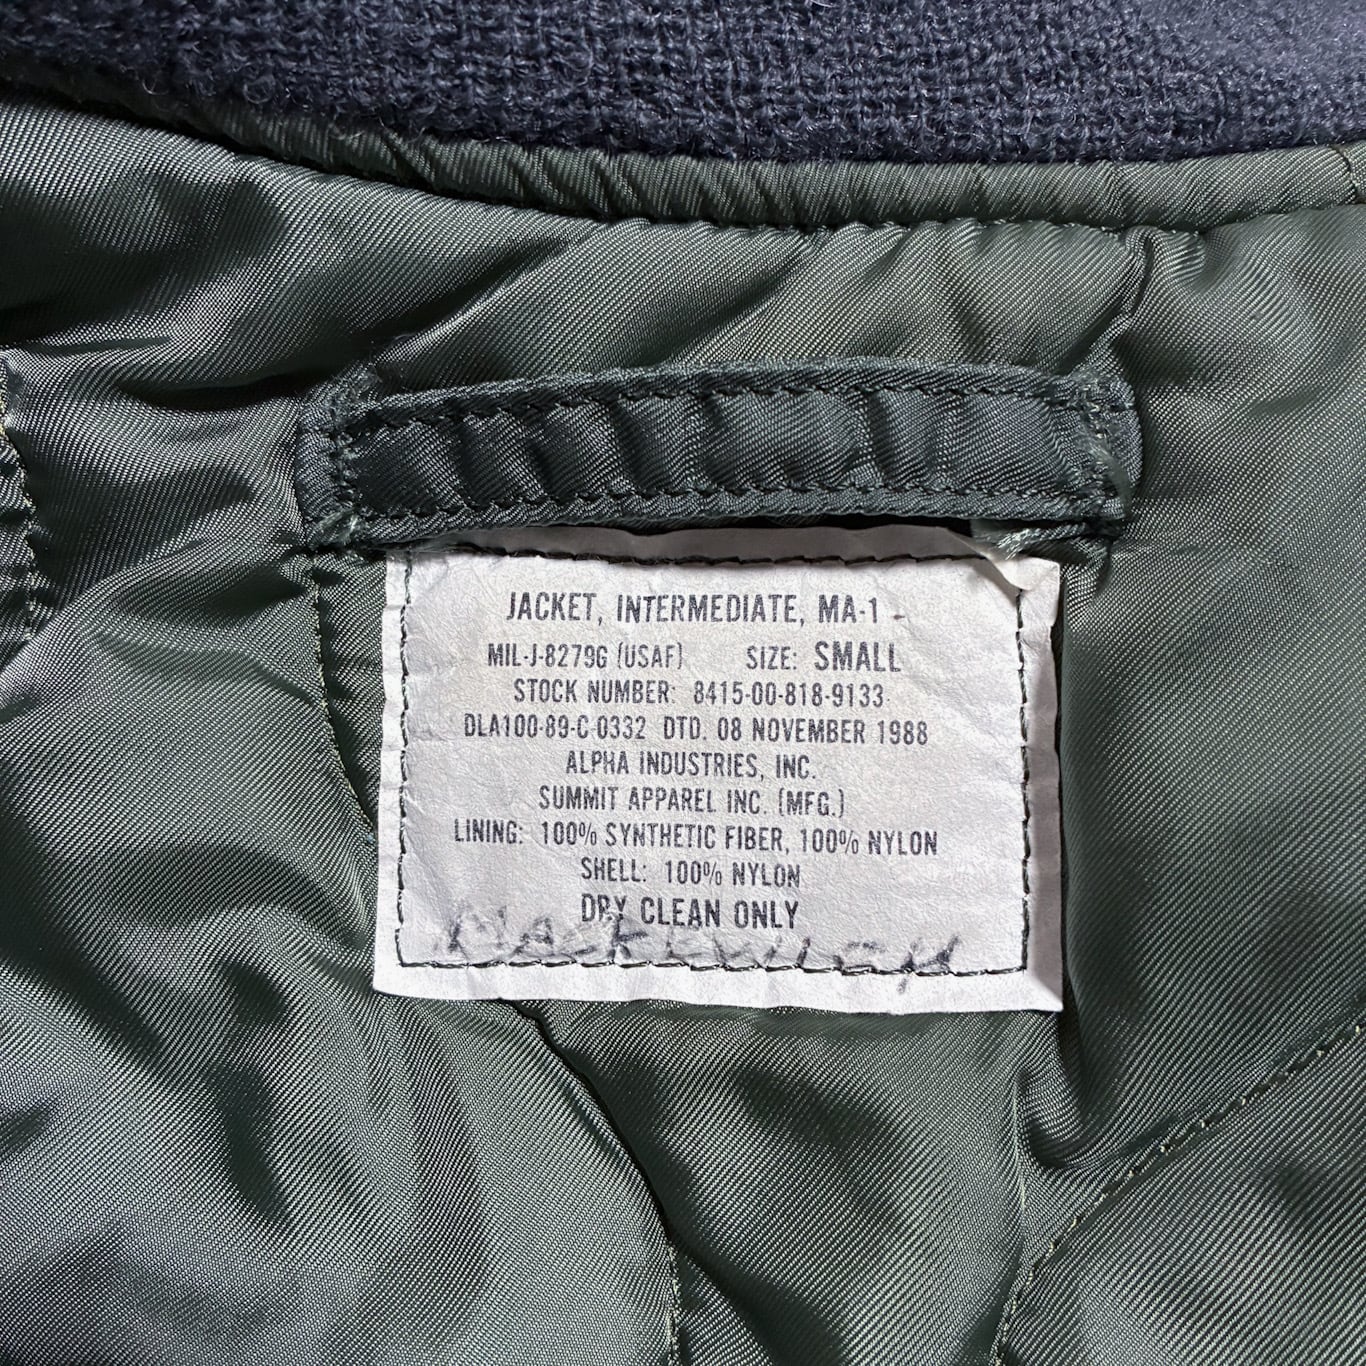 JACKET, INTERMEDIATE, MA-1
MIL-J-8279G (USAF) SIZE: SMALL
STOCK NUMBER: 8415-00-818-9133
DLA100-89-C-0332 DTD. 08 NOVEMBER 1988
ALPHA INDUSTRIES, INC.
SUMMIT APPAREL INC. (MFG.)
LINING: 100% SYNTHETIC FIBER, 100% NYLON
SHELL: 100% NYLON
DRY CLEAN ONLY